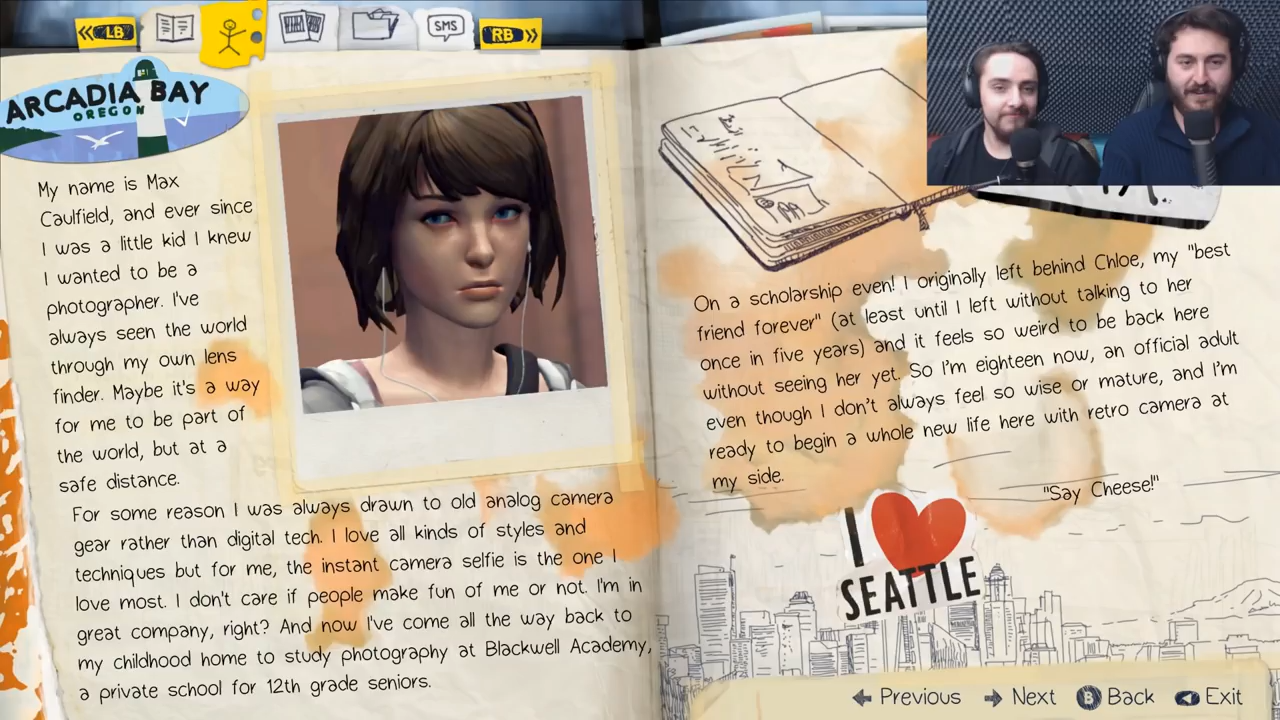 LB
SMS
RB
ARCADIA BAY
OREGON
My name is Max
Caulfield, and ever since
I was a little kid I knew
I wanted to be a
photographer. I've
always seen the world
through my own lens
finder. Maybe it's a way
for me to be part of
the world, but at a
safe distance.
For some reason I was always drawn to old analog camera
gear rather than digital tech. I love all kinds of styles and
techniques but for me, the instant camera selfie is the one I
love most. I don't care if people make fun of me or not. I'm in
great company, right? And now I've come all the way back to
my childhood home to study photography at Blackwell Academy,
a private school for 12th grade seniors.
On a scholarship even! I originally left behind Chloe, my "best
friend forever" (at least until I left without talking to her
once in five years) and it feels so weird to be back here
without seeing her yet. So I'm eighteen now, an official adult
even though I don't always feel so wise or mature, and I'm
ready to begin a whole new life here with retro camera at
my side.
"Say Cheese!"
I
SEATTLE
Previous
Next
B Back
Exit